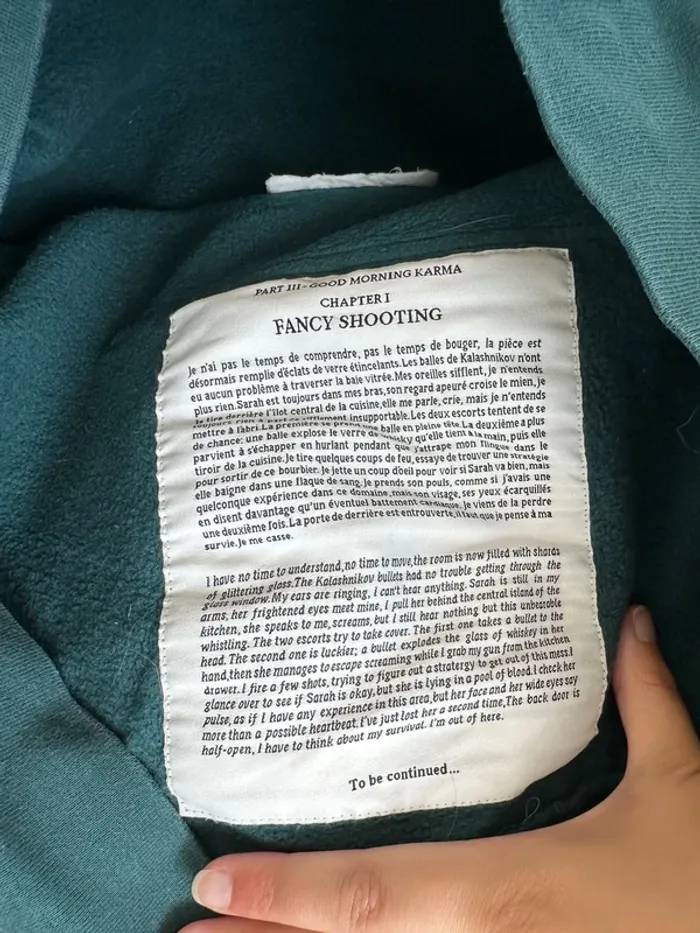 PART III - GOOD MORNING KARMA
CHAPTER I
FANCY SHOOTING
Je n'ai pas le temps de comprendre, pas le temps de bouger, la pièce est
désormais remplie d'éclats de verre étincelants.Les balles de Kalashnikov n'ont
eu aucun problème à traverser la baie vitrée.Mes oreilles sifflent, je n'entends
plus rien.Sarah est toujours dans mes bras,son regard apeuré croise le mien, je
la tire derrière l'îlot central de la cuisine,elle me parle, crie, mais je n'entends
toujours rien à part ce sifflement insupportable.Les deux escorts tentent de se
mettre à l'abri.La première se prend une balle en pleine tête.La deuxième a plus
de chance: une balle explose le verre de whisky qu'elle tient à la main, puis elle
parvient à s'échapper en hurlant pendant que j'attrape mon flingue dans le
tiroir de la cuisine.Je tire quelques coups de feu,essaye de trouver une stratégie
pour sortir de ce bourbier.Je jette un coup d'oeil pour voir si Sarah va bien, mais
elle baigne dans une flaque de sang.Je prends son pouls, comme si j'avais une
quelconque expérience dans ce domaine,mais son visage, ses yeux écarquillés
en disent davantage qu'un éventuel battement cardiaque.Je viens de la perdre
une deuxième fois.La porte de derrière est entrouverte,il faut que je pense à ma
survie.Je me casse.
I have no time to understand,no time to move,the room is now filled with shards
of glittering glass.The Kalashnikov bullets had no trouble getting through the
glass window.My ears are ringing, I can't hear anything. Sarah is still in my
arms, her frightened eyes meet mine, I pull her behind the central island of the
kitchen, she speaks to me,screams,but I still hear nothing but this unbearable
whistling. The two escorts try to take cover. The first one takes a bullet to the
head. The second one is luckier; a bullet explodes the glass of whiskey in her
hand,then she manages to escape screaming while I grab my gun from the kitchen
drawer. I fire a few shots,trying to figure out a stratergy to get out of this mess.I
glance over to see if Sarah is okay,but she is lying in a pool of blood.I check her
pulse, as if I have any experience in this area,but her face and her wide eyes say
more than a possible heartbeat. I've just lost her a second time,The back door is
half-open, I have to think about my survival. I'm out of here.
To be continued...